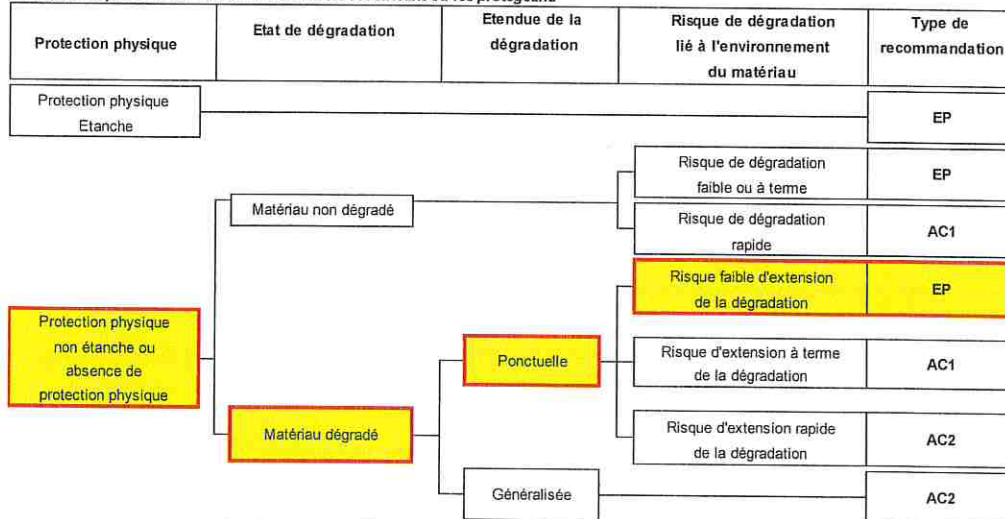 Protection physique
Etat de dégradation
Etendue de la
dégradation
Risque de dégradation
lié à l'environnement
du matériau
Type de
recommandation
Protection physique
Etanche
EP
Matériau non dégradé
Risque de dégradation
faible ou à terme
EP
Risque de dégradation
rapide
AC1
Protection physique
non étanche ou
absence de
protection physique
Matériau dégradé
Ponctuelle
Risque faible d'extension
de la dégradation
EP
Risque d'extension à terme
de la dégradation
AC1
Risque d'extension rapide
de la dégradation
AC2
Généralisée
AC2